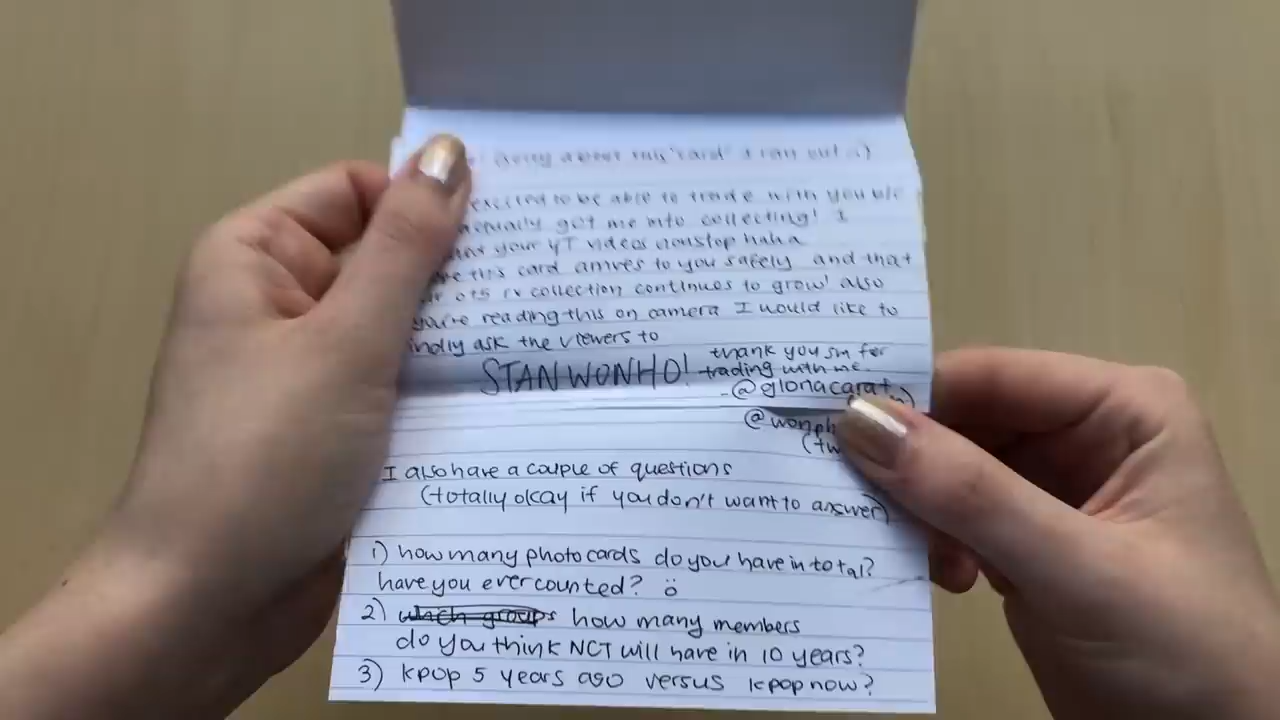 sorry about this "card" I ran out :)
excited to be able to trade with you b/c
actually got me into collecting! I
your YT videos nonstop haha
this card arrives to you safely and that
ot5 rv collection continues to grow! also
you're reading this on camera I would like to
kindly ask the viewers to
STAN WONHO!
thank you sm for
trading with me.
I also have a couple of questions
(totally okay if you don't want to answer)
1) how many photocards do you have in total?
have you ever counted? ö
2) how many members
do you think NCT will have in 10 years?
3) kpop 5 years ago versus kpop now?